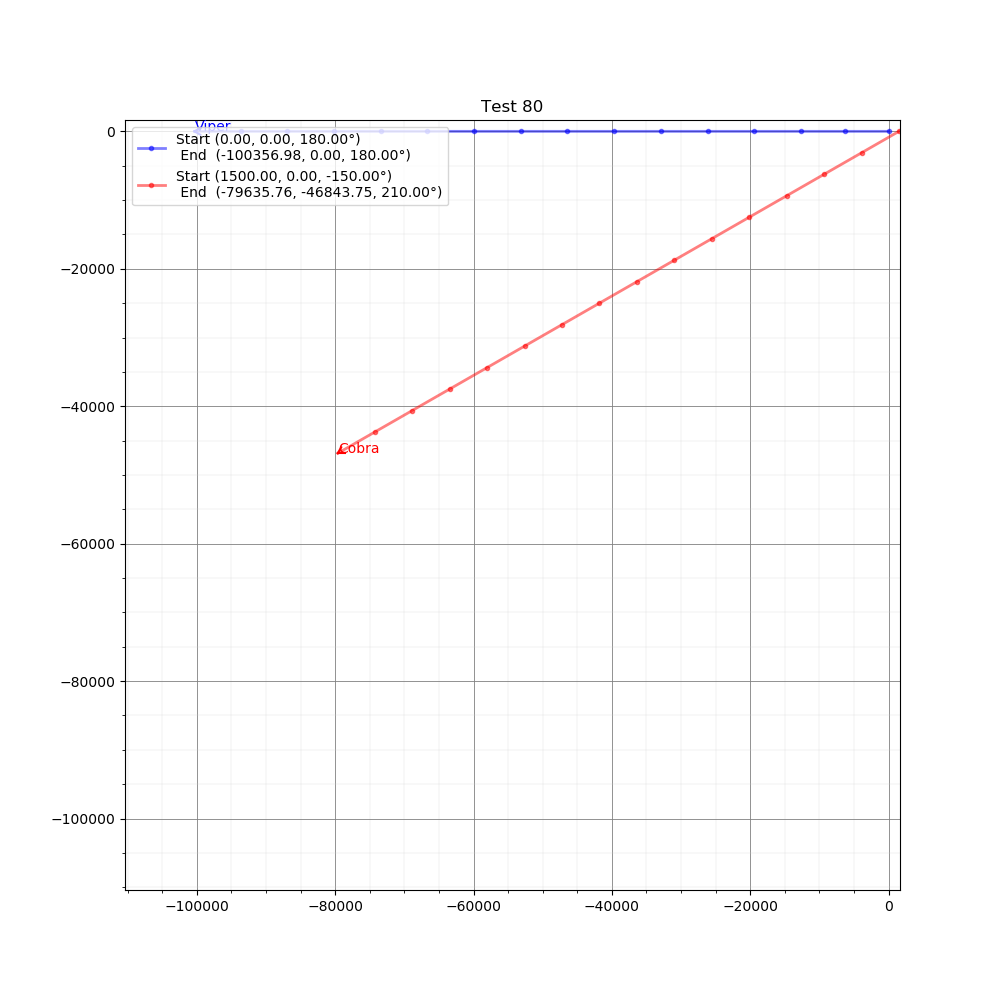 Test 80
Viper
Start (0.00, 0.00, 180.00°)
End (-100356.98, 0.00, 180.00°)
Start (1500.00, 0.00, -150.00°)
End (-79635.76, -46843.75, 210.00°)
Cobra
0
−20000
−40000
−60000
−80000
−100000
−100000 −80000 −60000 −40000 −20000 0